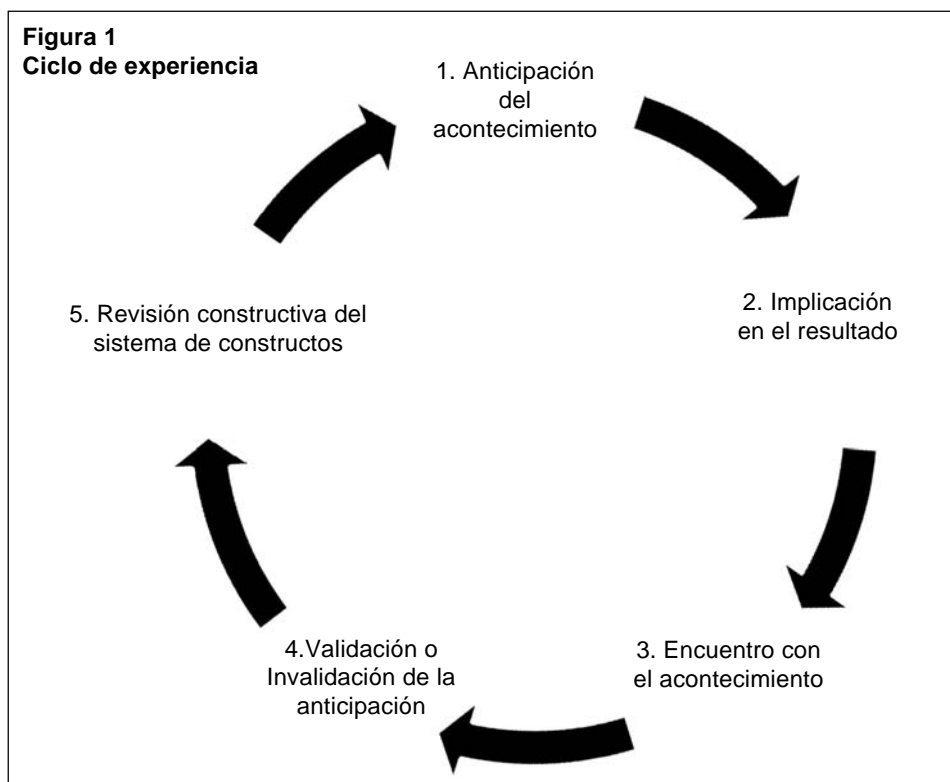 Figura 1
Ciclo de experiencia
1. Anticipación
del
acontecimiento
2. Implicación
en el resultado
3. Encuentro con
el acontecimiento
4.Validación o
Invalidación de la
anticipación
5. Revisión constructiva del
sistema de constructos